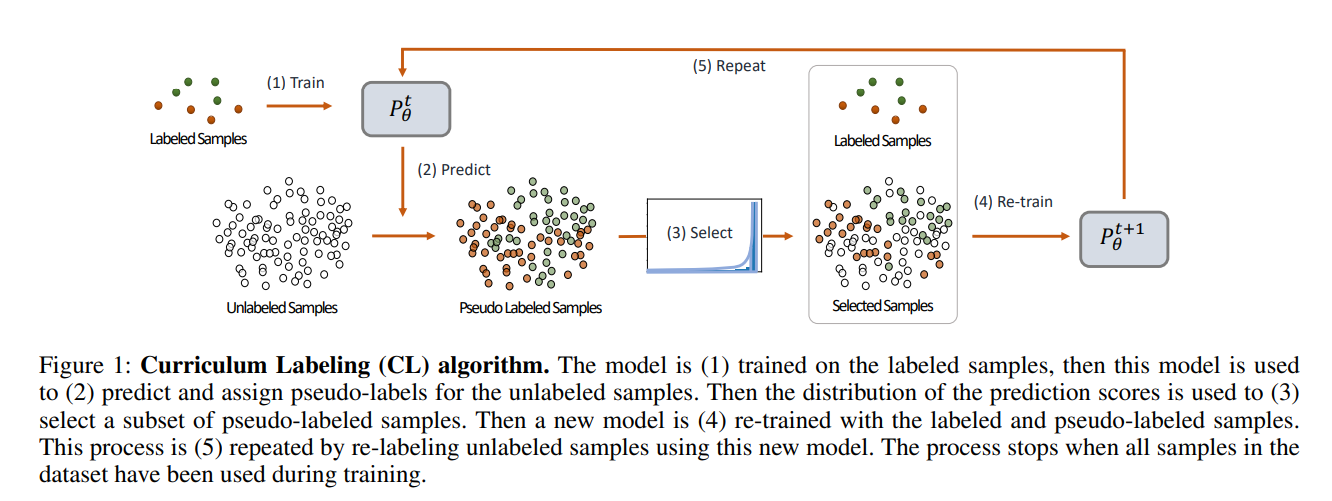 (5) Repeat
(1) Train
P_θ^t
Labeled Samples
Labeled Samples
(2) Predict
(3) Select
(4) Re-train
P_θ^{t+1}
Unlabeled Samples
Pseudo Labeled Samples
Selected Samples
Figure 1: Curriculum Labeling (CL) algorithm. The model is (1) trained on the labeled samples, then this model is used
to (2) predict and assign pseudo-labels for the unlabeled samples. Then the distribution of the prediction scores is used to (3)
select a subset of pseudo-labeled samples. Then a new model is (4) re-trained with the labeled and pseudo-labeled samples.
This process is (5) repeated by re-labeling unlabeled samples using this new model. The process stops when all samples in the
dataset have been used during training.